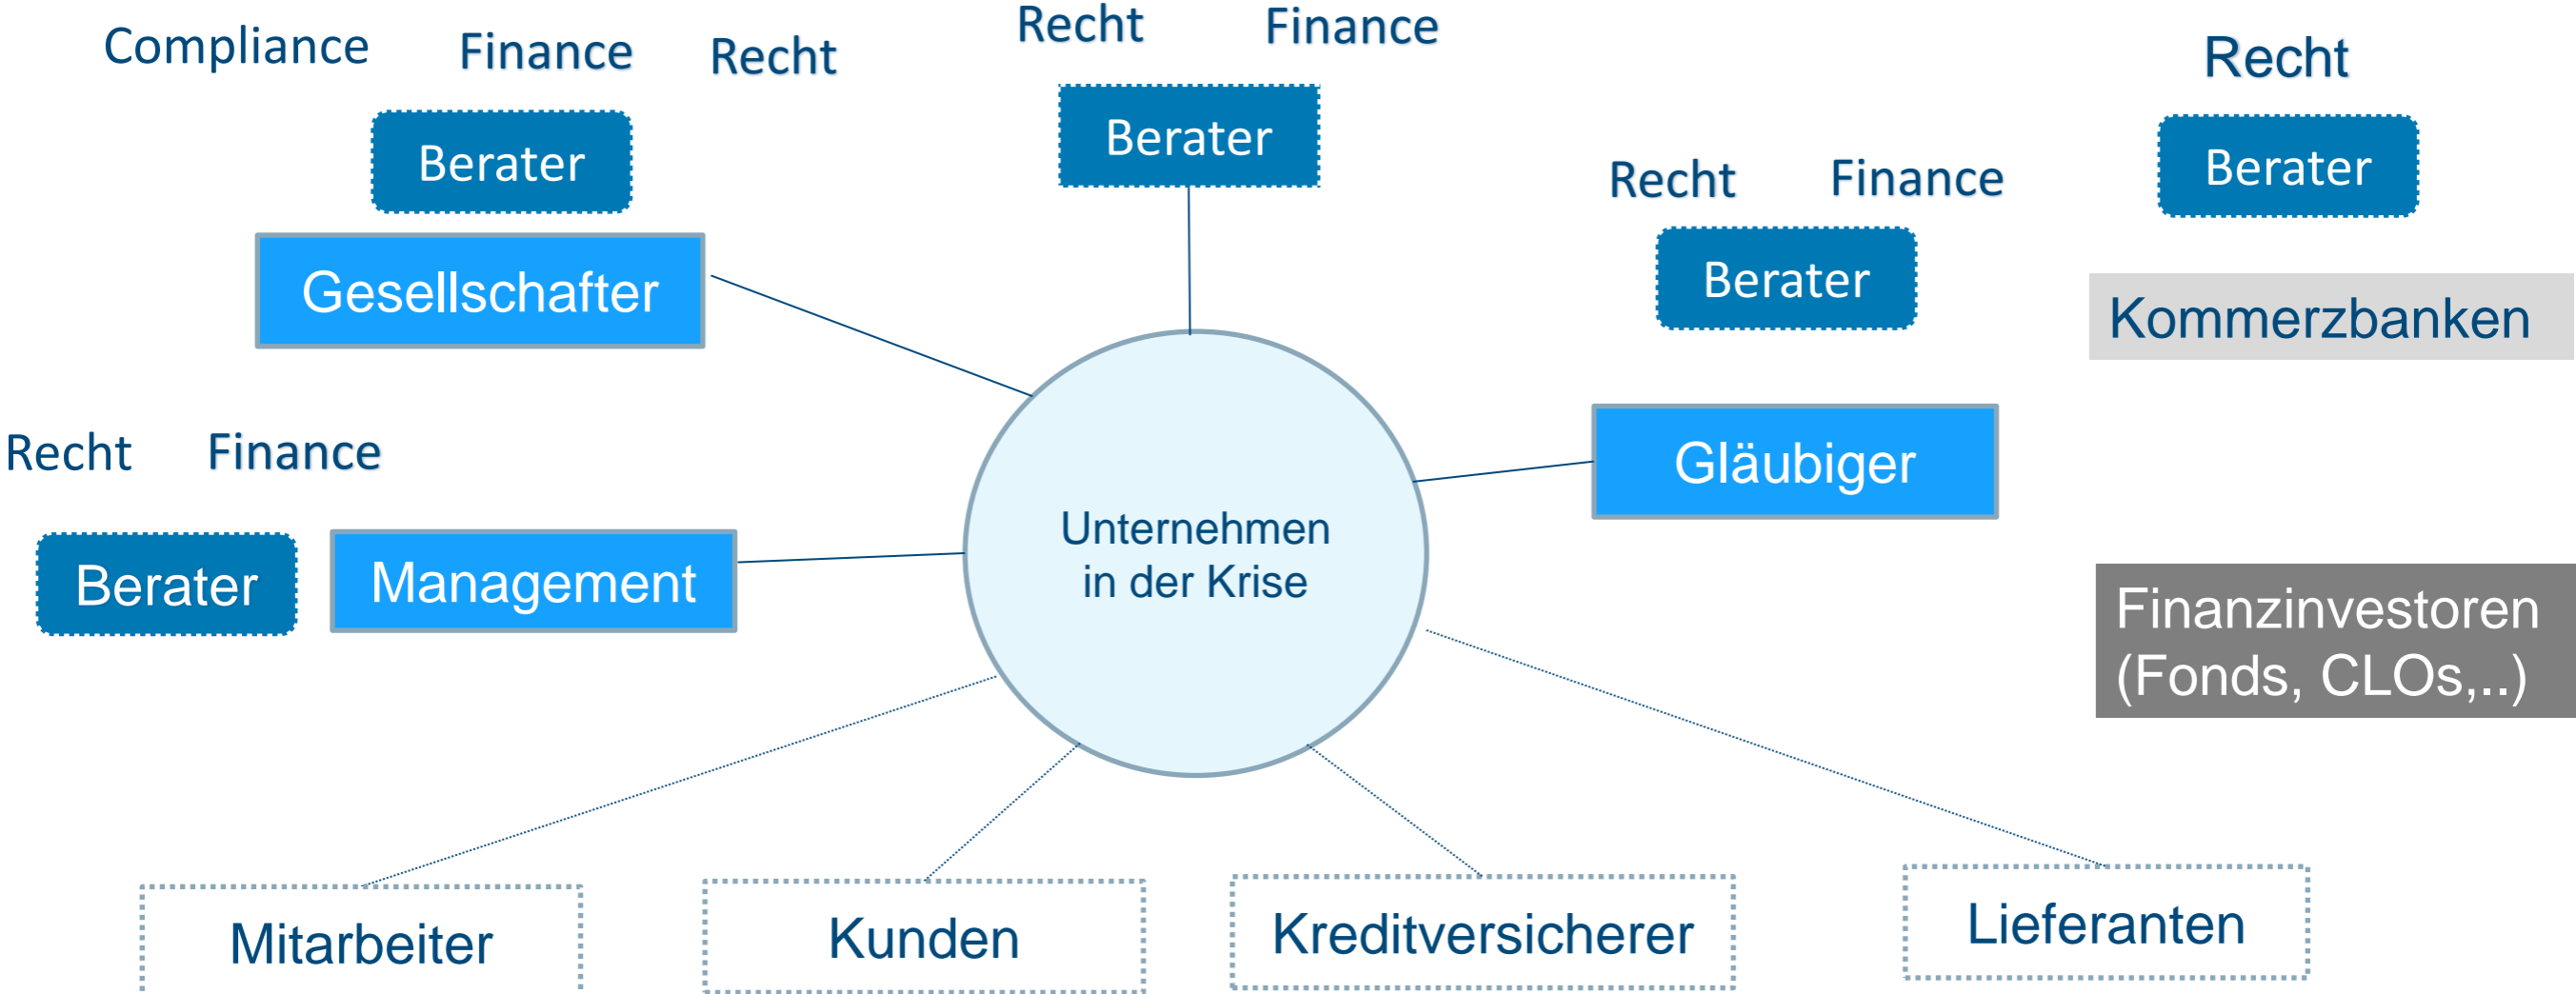 Compliance Finance Recht
Recht Finance
Recht
Berater
Berater
Berater
Recht Finance
Berater
Gesellschafter
Kommerzbanken
Recht Finance
Gläubiger
Berater
Management
Unternehmen
in der Krise
Finanzinvestoren
(Fonds, CLOs,..)
Mitarbeiter
Kunden
Kreditversicherer
Lieferanten